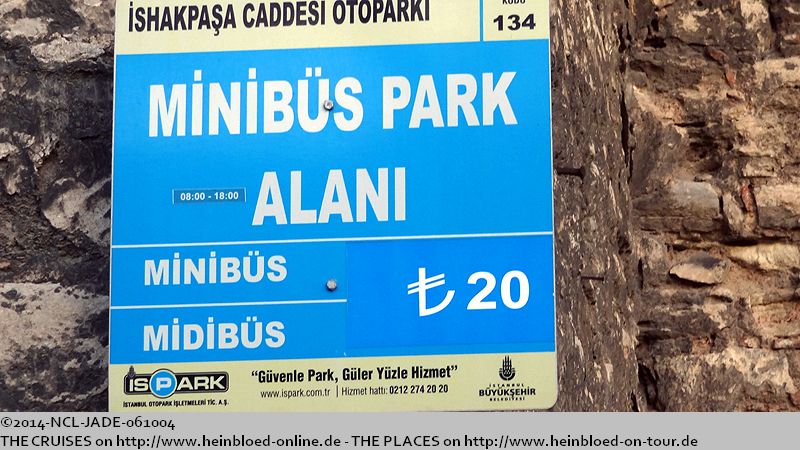 İSHAKPAŞA CADDESİ OTOPARKI
KODU
134
MİNİBÜS PARK
08:00 - 18:00
ALANI
MİNİBÜS
₺ 20
MİDİBÜS
İSPARK
İSTANBUL OTOPARK İŞLETMELERİ TİC. A.Ş.
“Güvenle Park, Güler Yüzle Hizmet”
www.ispark.com.tr | Hizmet hattı: 0212 274 20 20
İSTANBUL
BÜYÜKŞEHİR
BELEDİYESİ
©2014-NCL-JADE-061004
THE CRUISES on http://www.heinbloed-online.de - THE PLACES on http://www.heinbloed-on-tour.de